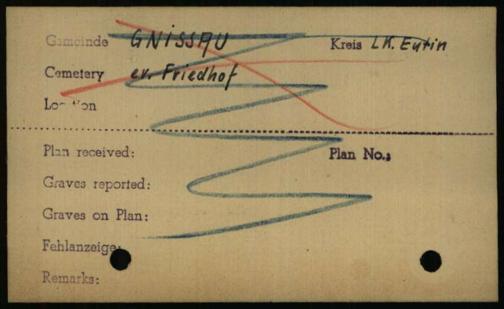 Gemeinde GNISSAU Kreis LK. Eutin
Cemetery ev. Friedhof
Location
Plan received: Plan No.:
Graves reported:
Graves on Plan:
Fehlanzeige:
Remarks: